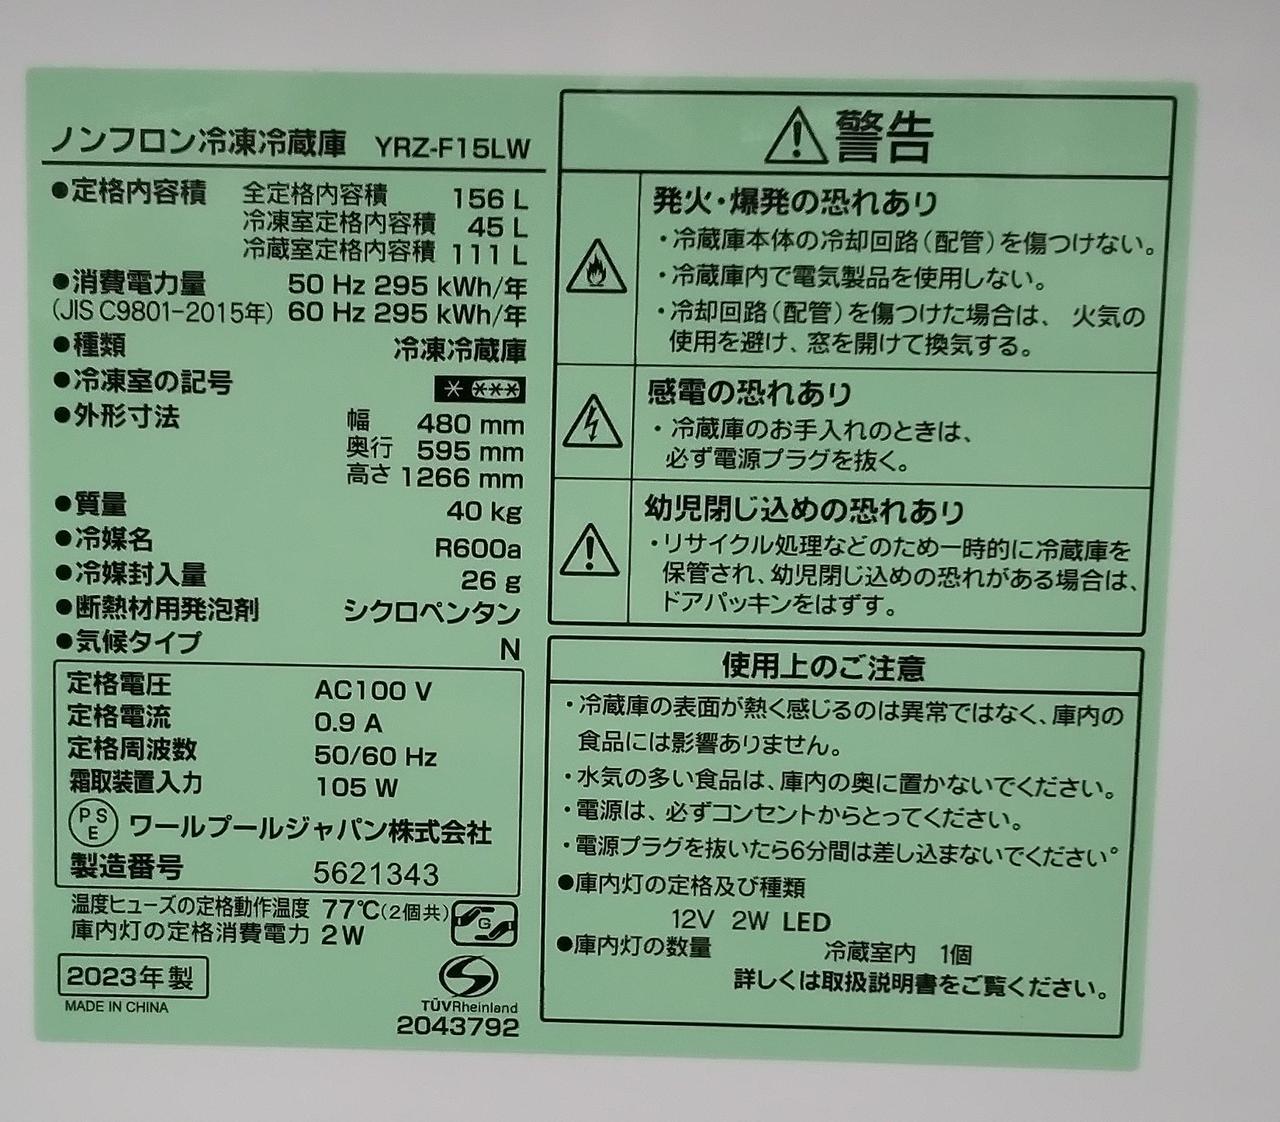 ノンフロン冷凍冷蔵庫 YRZ-F15LW
●定格内容積 全定格内容積 156 L
冷凍室定格内容積 45 L
冷蔵室定格内容積 111 L
●消費電力量 50 Hz 295 kWh/年
(JIS C9801-2015年) 60 Hz 295 kWh/年
●種類 冷凍冷蔵庫
●冷凍室の記号
●外形寸法 幅 480 mm
奥行 595 mm
高さ 1266 mm
●質量 40 kg
●冷媒名 R600a
●冷媒封入量 26 g
●断熱材用発泡剤 シクロペンタン
●気候タイプ N
定格電圧 AC100 V
定格電流 0.9 A
定格周波数 50/60 Hz
霜取装置入力 105 W
PSE ワールプールジャパン株式会社
製造番号 5621343
温度ヒューズの定格動作温度 77℃(2個共)
庫内灯の定格消費電力 2W
G
2023年製
MADE IN CHINA
TÜVRheinland
2043792
警告
発火・爆発の恐れあり
・冷蔵庫本体の冷却回路(配管)を傷つけない。
・冷蔵庫内で電気製品を使用しない。
・冷却回路(配管)を傷つけた場合は、火気の
使用を避け、窓を開けて換気する。
感電の恐れあり
・冷蔵庫のお手入れのときは、
必ず電源プラグを抜く。
幼児閉じ込めの恐れあり
・リサイクル処理などのため一時的に冷蔵庫を
保管され、幼児閉じ込めの恐れがある場合は、
ドアパッキンをはずす。
使用上のご注意
・冷蔵庫の表面が熱く感じるのは異常ではなく、庫内の
食品には影響ありません。
・水気の多い食品は、庫内の奥に置かないでください。
・電源は、必ずコンセントからとってください。
・電源プラグを抜いたら6分間は差し込まないでください。
●庫内灯の定格及び種類
12V 2W LED
●庫内灯の数量 冷蔵室内 1個
詳しくは取扱説明書をご覧ください。